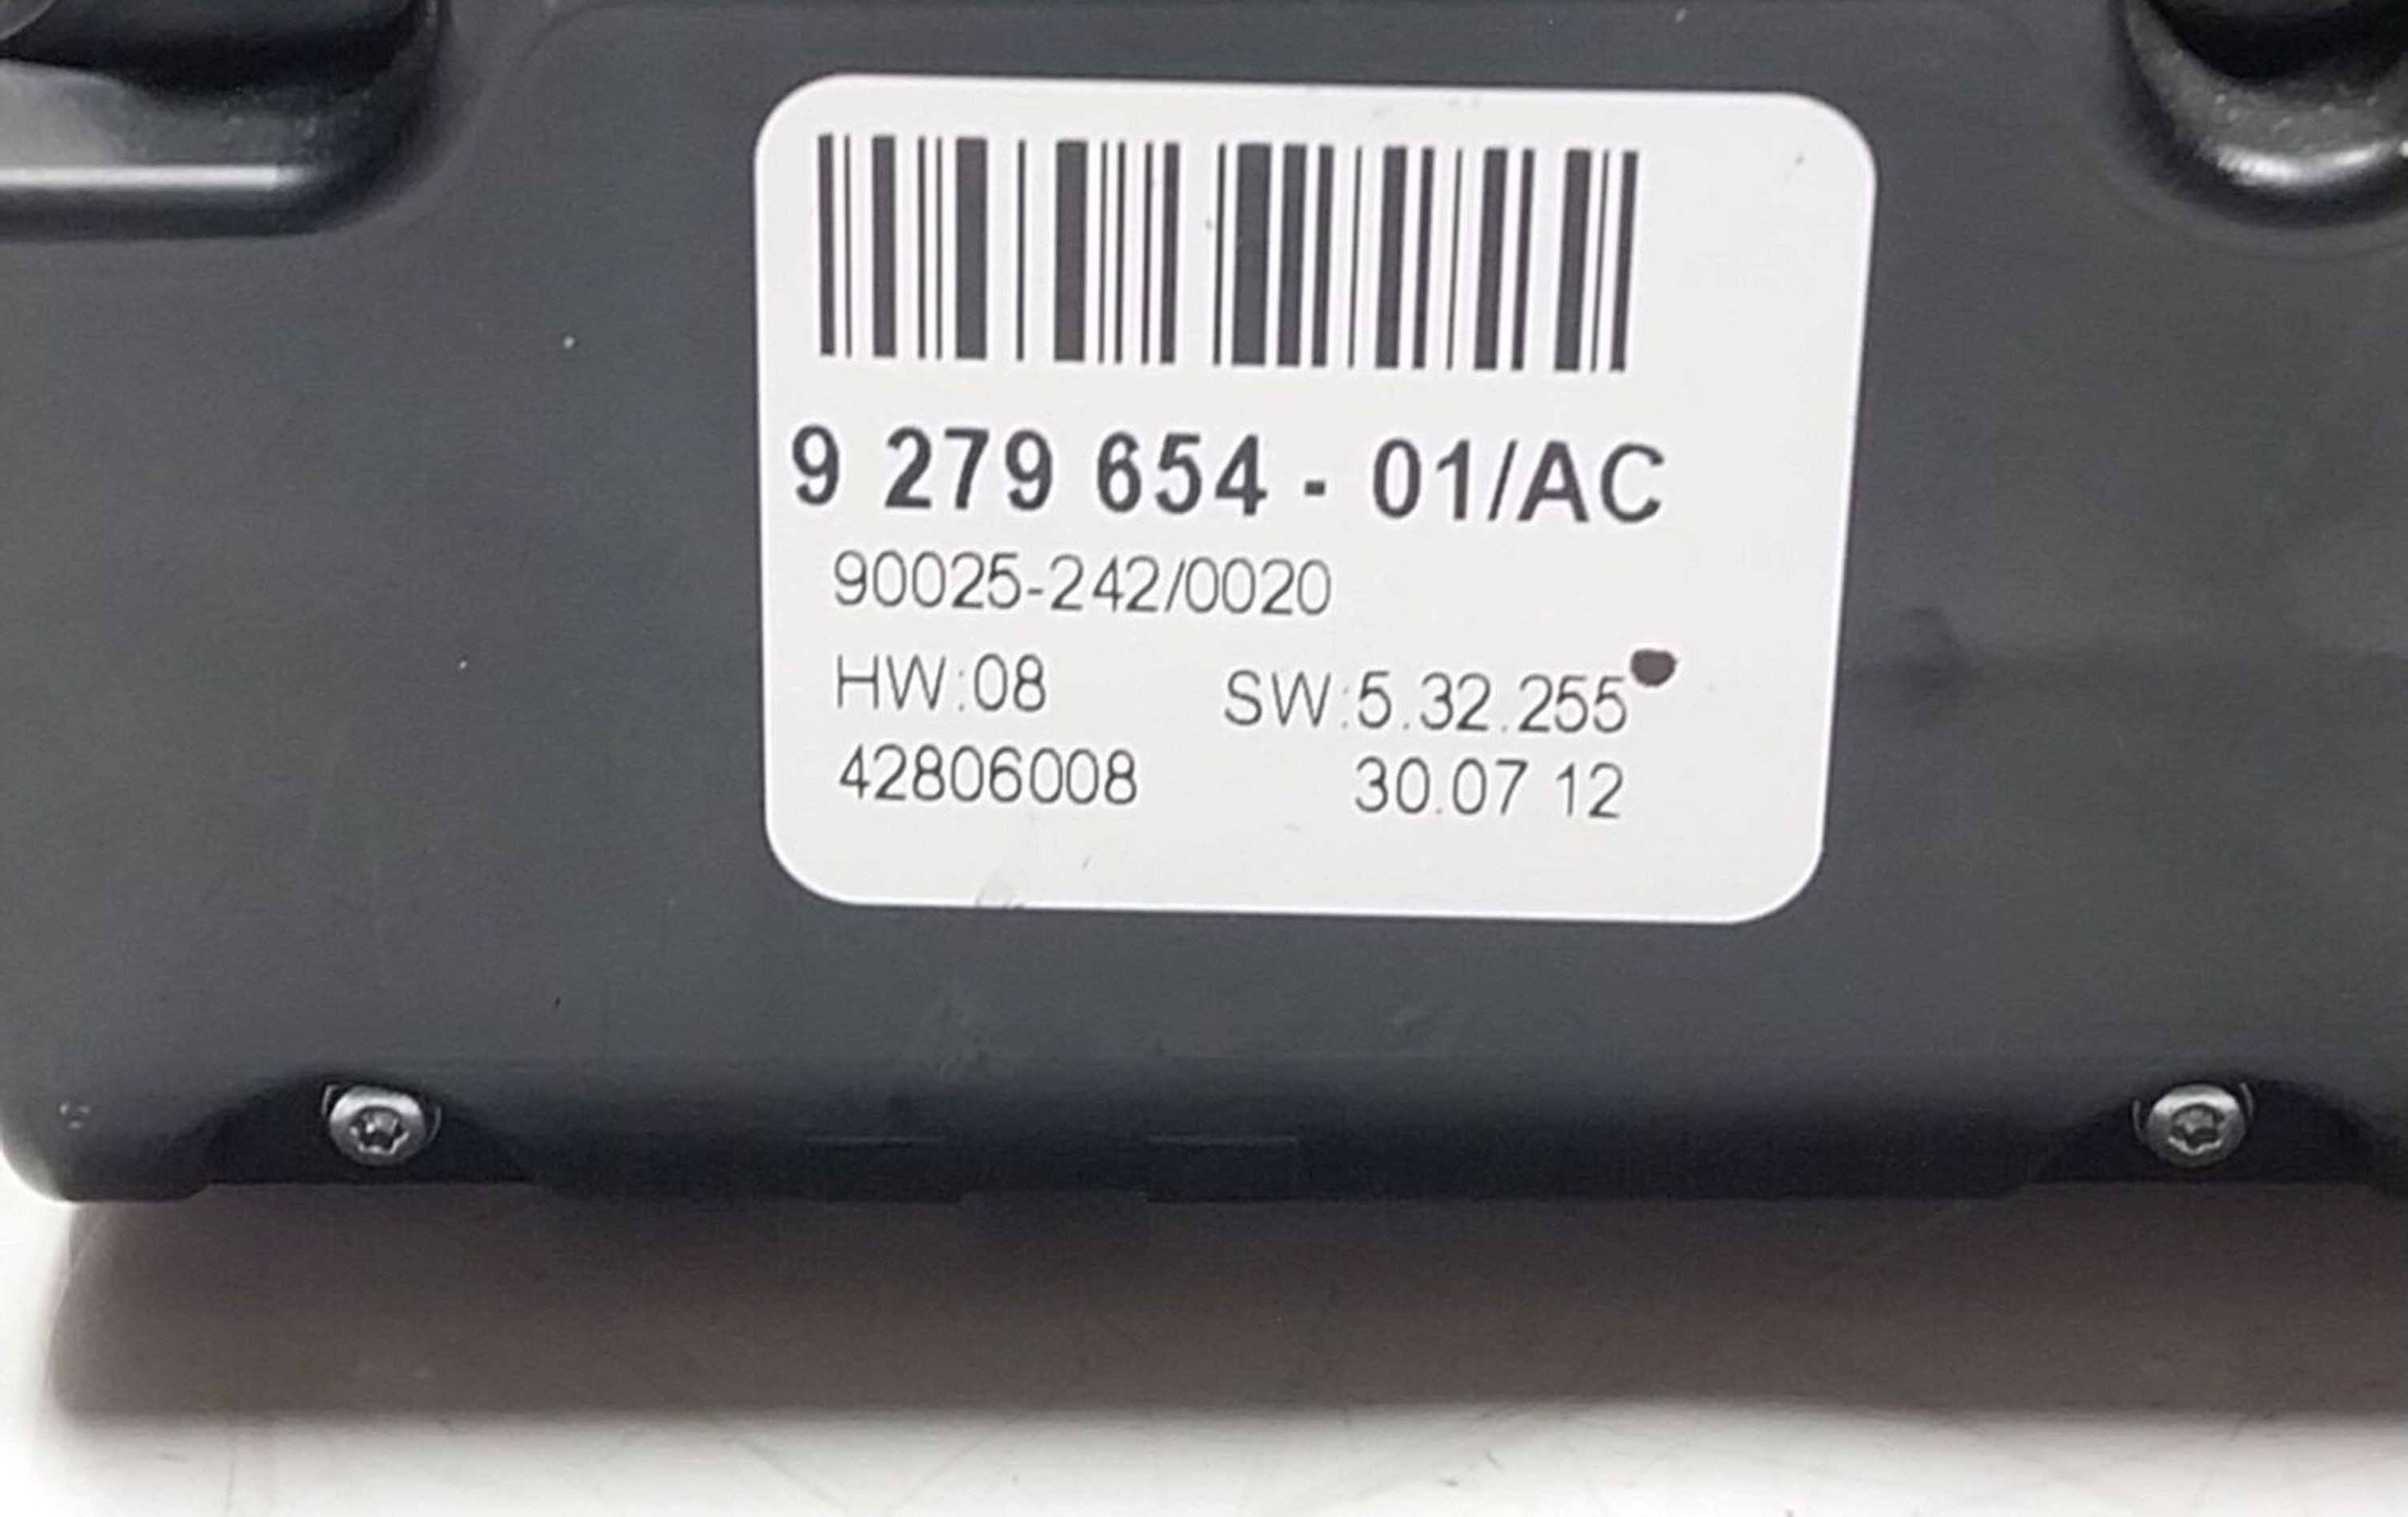 9 279 654 - 01/AC
90025-242/0020
HW:08 SW:5.32.255
42806008 30.07 12